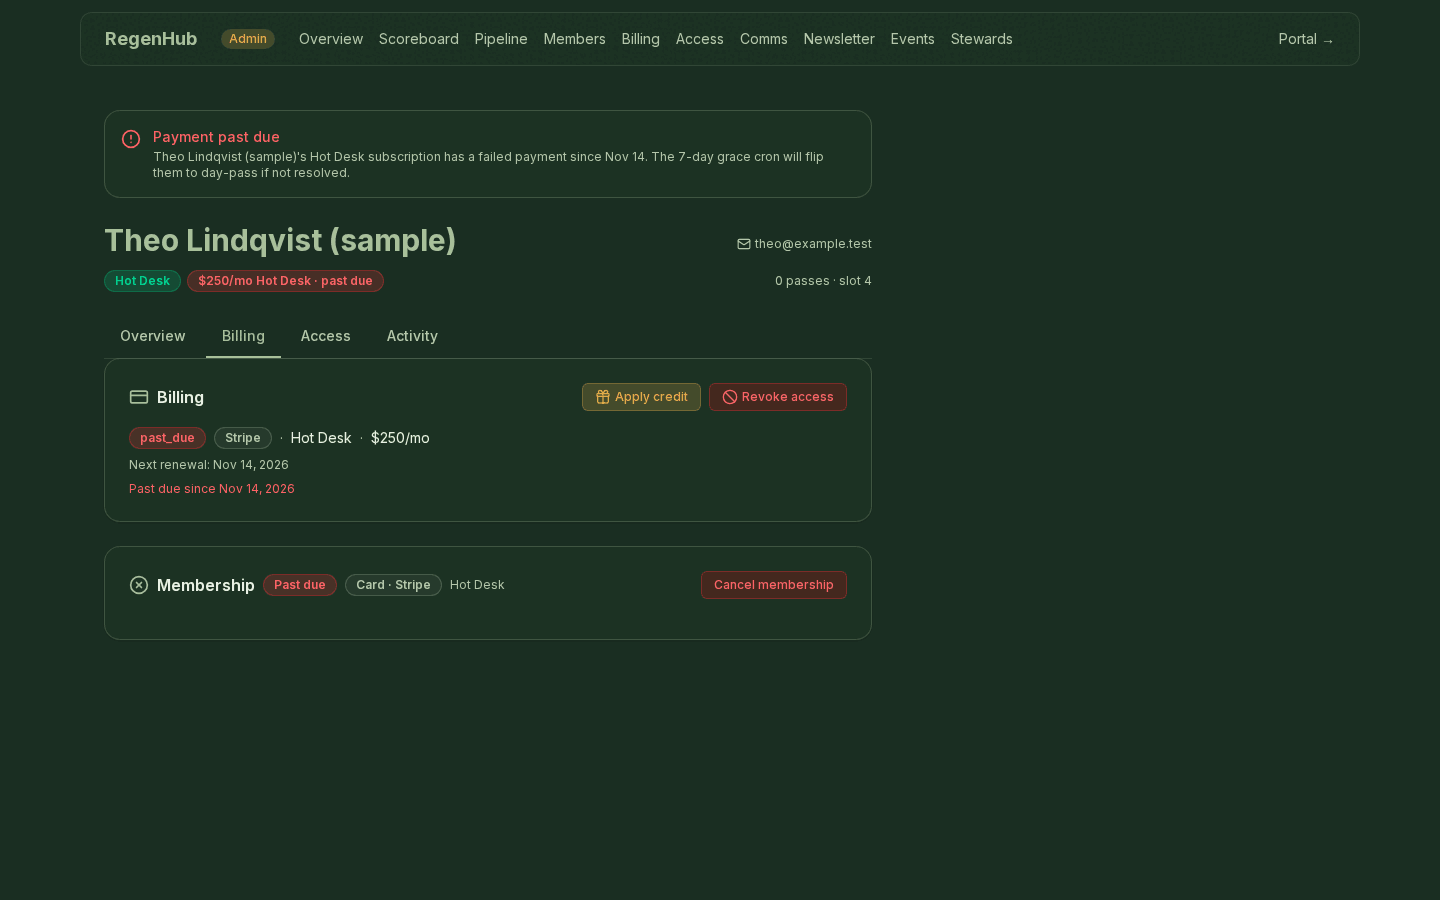 RegenHub Admin Overview Scoreboard Pipeline Members Billing Access Comms Newsletter Events Stewards Portal →
Payment past due
Theo Lindqvist (sample)'s Hot Desk subscription has a failed payment since Nov 14. The 7-day grace cron will flip
them to day-pass if not resolved.
Theo Lindqvist (sample)
theo@example.test
Hot Desk $250/mo Hot Desk · past due
0 passes · slot 4
Overview Billing Access Activity
Billing
Apply credit Revoke access
past_due Stripe · Hot Desk · $250/mo
Next renewal: Nov 14, 2026
Past due since Nov 14, 2026
Membership Past due Card · Stripe Hot Desk
Cancel membership